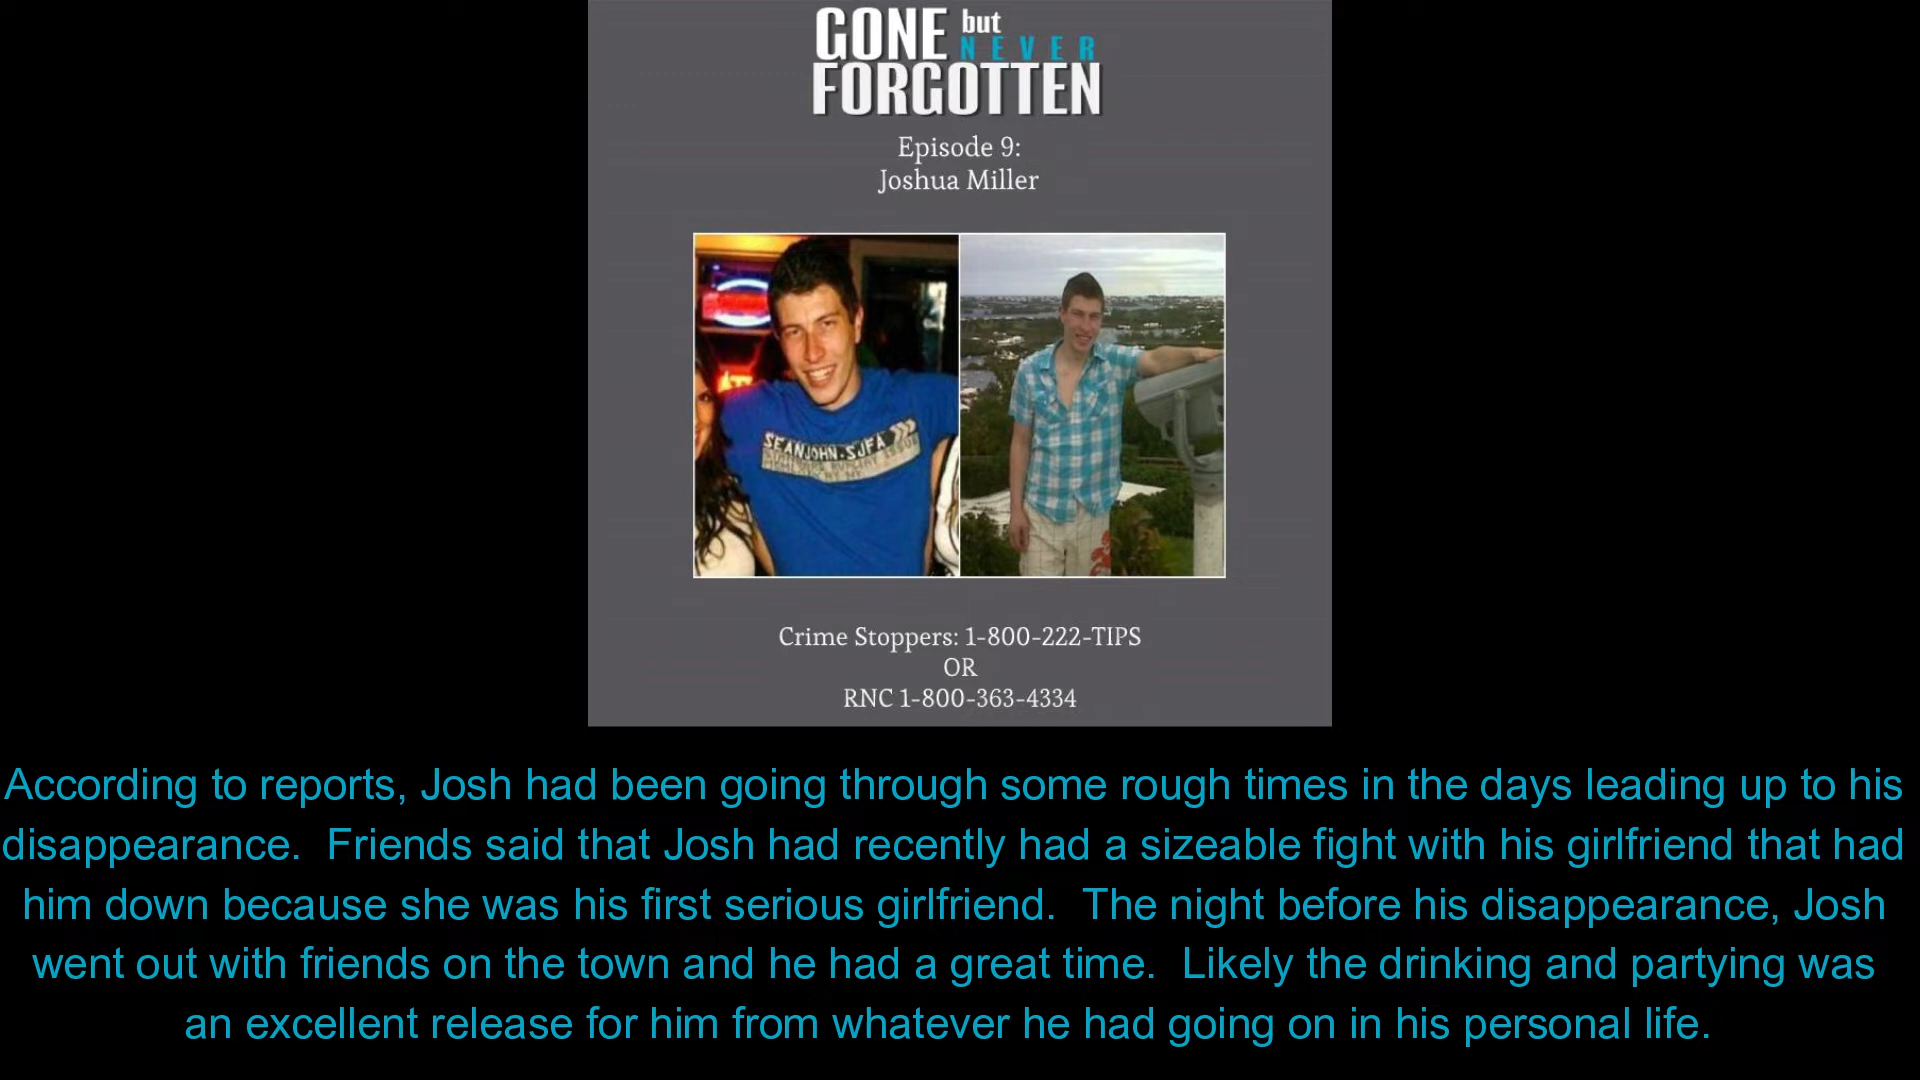 GONE but
NEVER
FORGOTTEN
Episode 9:
Joshua Miller
SEANJOHN.SJFA
Crime Stoppers: 1-800-222-TIPS
OR
RNC 1-800-363-4334
According to reports, Josh had been going through some rough times in the days leading up to his
disappearance.  Friends said that Josh had recently had a sizeable fight with his girlfriend that had
him down because she was his first serious girlfriend.  The night before his disappearance, Josh
went out with friends on the town and he had a great time.  Likely the drinking and partying was
an excellent release for him from whatever he had going on in his personal life.